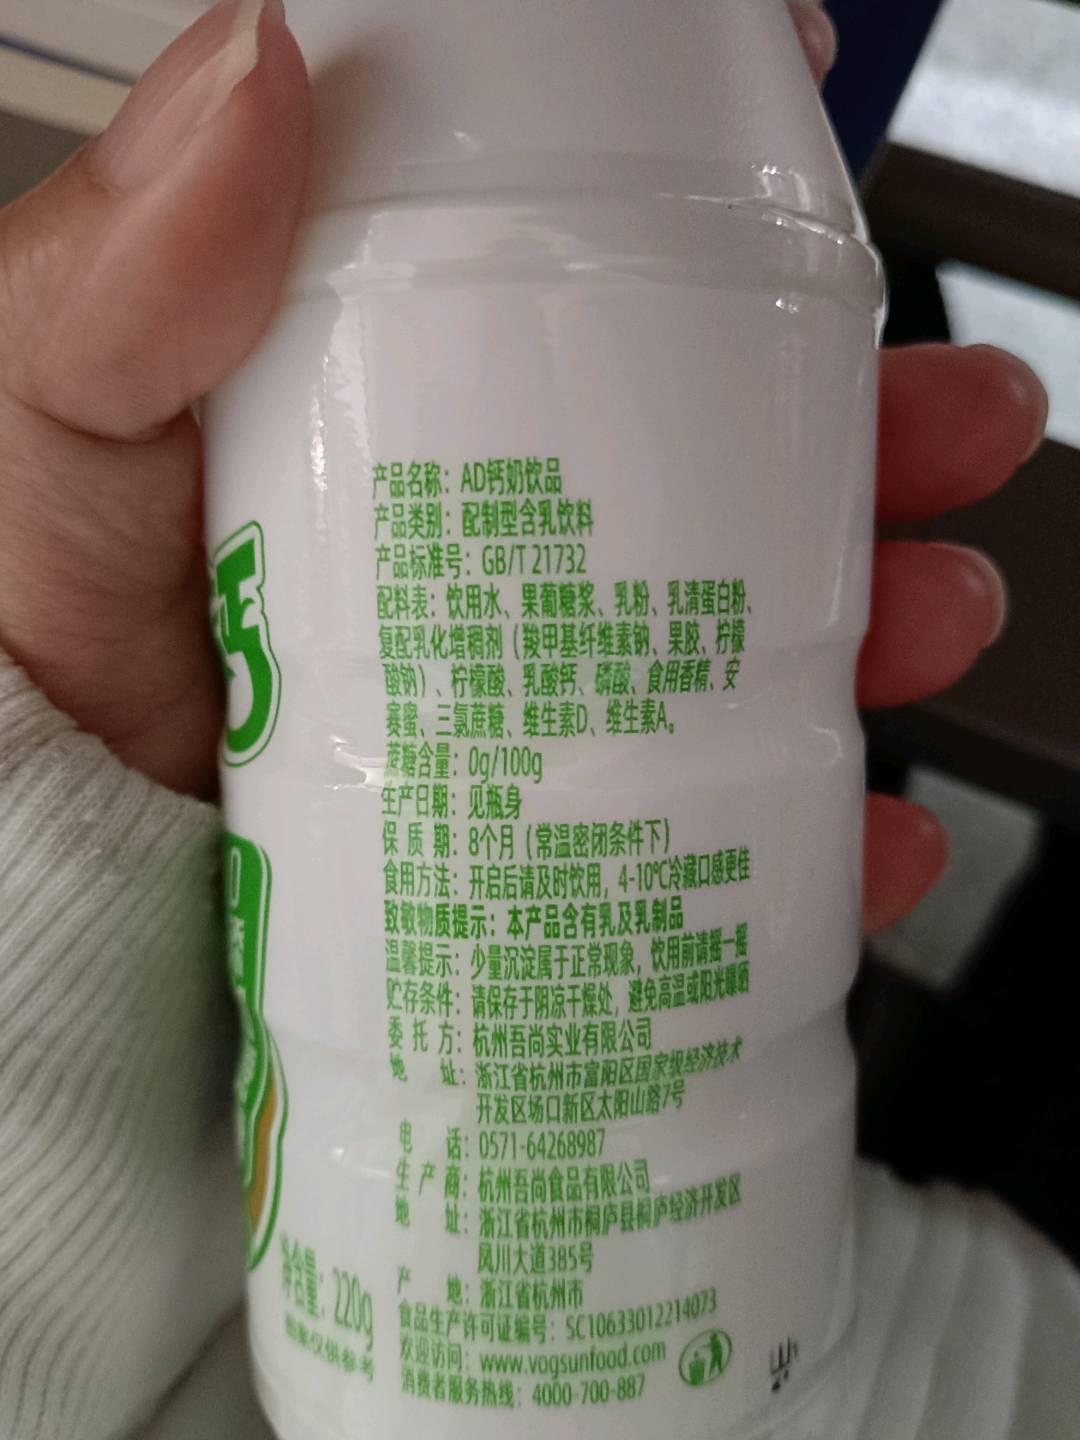 钙
产品名称：AD钙奶饮品
产品类别：配制型含乳饮料
产品标准号：GB/T 21732
配料表：饮用水、果葡糖浆、乳粉、乳清蛋白粉、
复配乳化增稠剂（羧甲基纤维素钠、果胶、柠檬
酸钠）、柠檬酸、乳酸钙、磷酸、食用香精、安
赛蜜、三氯蔗糖、维生素D、维生素A。
蔗糖含量：0g/100g
生产日期：见瓶身
保 质 期：8个月（常温密闭条件下）
食用方法：开启后请及时饮用，4-10℃冷藏口感更佳
致敏物质提示：本产品含有乳及乳制品
温馨提示：少量沉淀属于正常现象，饮用前请摇一摇
贮存条件：请保存于阴凉干燥处，避免高温或阳光曝晒
委 托 方：杭州吾尚实业有限公司
地 址：浙江省杭州市富阳区国家级经济技术
开发区场口新区太阳山路7号
电 话：0571-64268987
生 产 商：杭州吾尚食品有限公司
地 址：浙江省杭州市桐庐县桐庐经济开发区
凤川大道385号
产 地：浙江省杭州市
食品生产许可证编号：SC10633012214073
欢迎访问：www.vogsunfood.com
消费者服务热线：4000-700-887
净含量：220g
图案仅供参考